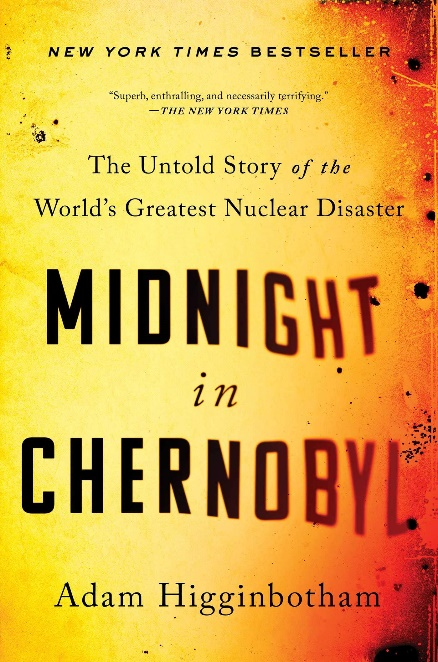 NEW YORK TIMES BESTSELLER
“Superb, enthralling, and necessarily terrifying.”
—THE NEW YORK TIMES
The Untold Story of the
World’s Greatest Nuclear Disaster
MIDNIGHT
in
CHERNOBYL
Adam Higginbotham